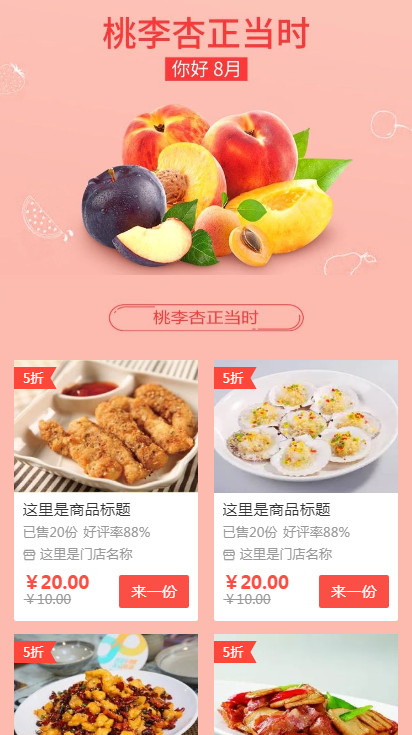 桃李杏正当时
你好 8月
桃李杏正当时
5折
这里是商品标题
已售20份 好评率88%
这里是门店名称
¥20.00
¥10.00
来一份
5折
这里是商品标题
已售20份 好评率88%
这里是门店名称
¥20.00
¥10.00
来一份
5折
5折